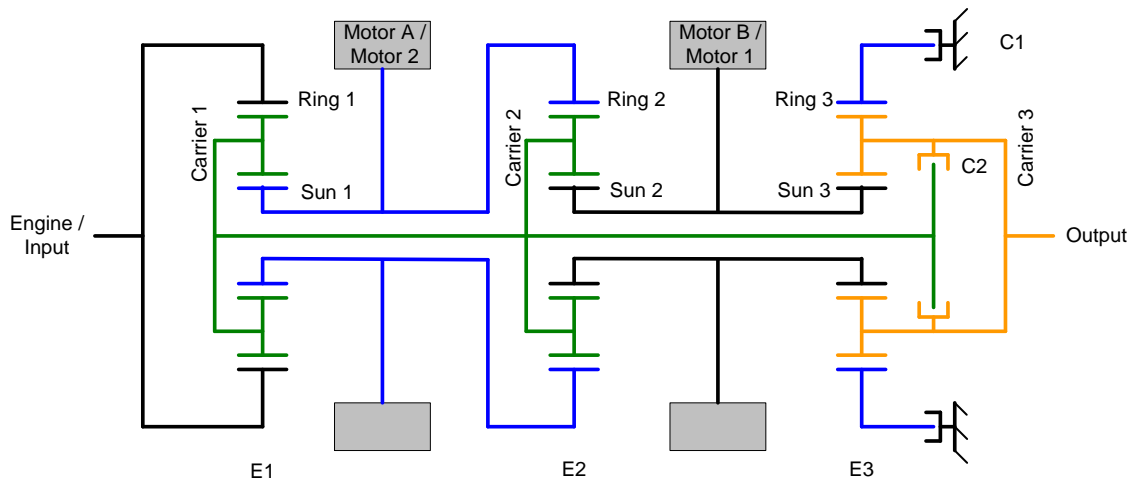 Motor A /
Motor 2
Motor B /
Motor 1
C1
Ring 1
Ring 2
Ring 3
Carrier 1
Carrier 2
Carrier 3
C2
Sun 1
Sun 2
Sun 3
Engine /
Input
Output
E1
E2
E3